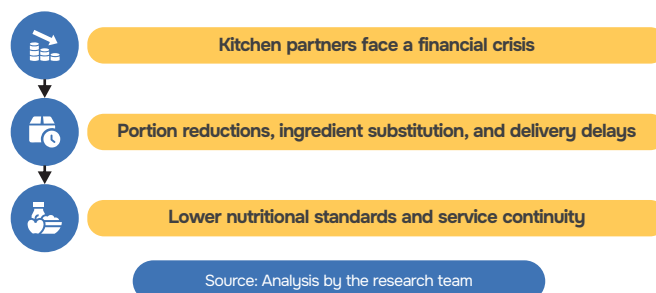 Kitchen partners face a financial crisis
Portion reductions, ingredient substitution, and delivery delays
Lower nutritional standards and service continuity
Source: Analysis by the research team